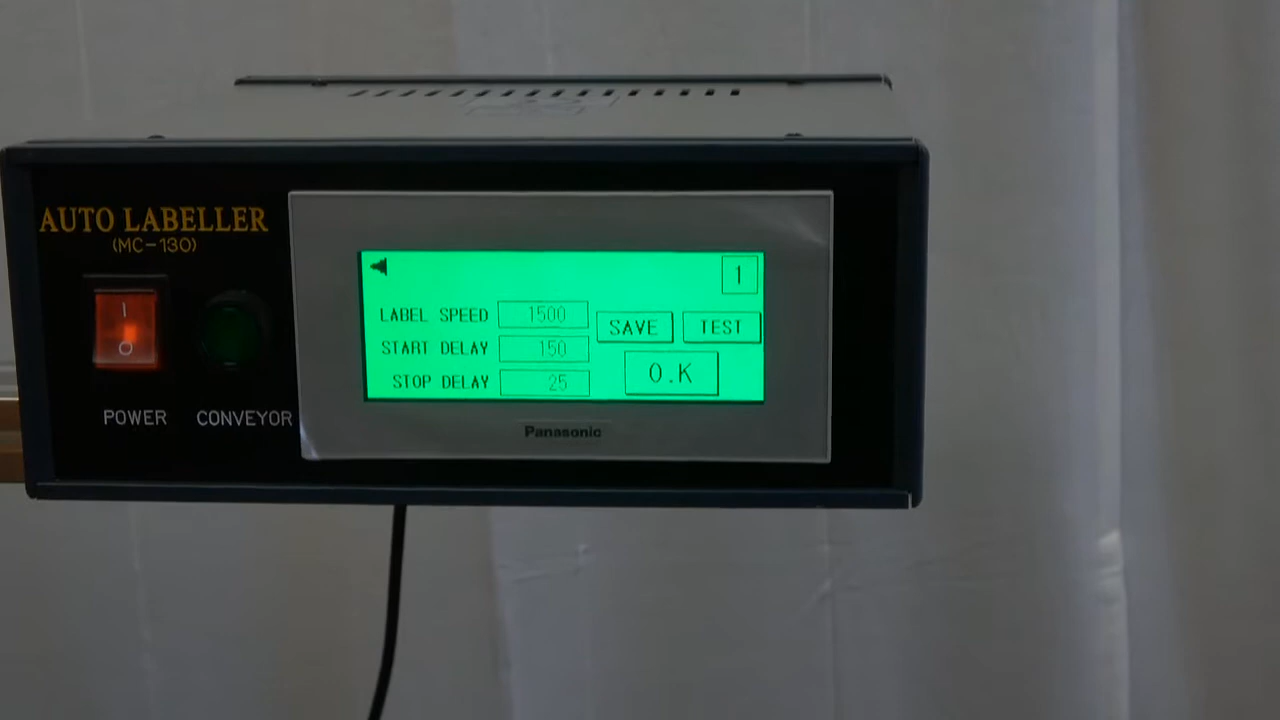 AUTO LABELLER
(MC-130)
I
O
POWER
CONVEYOR
1
LABEL SPEED 1500
START DELAY 150
STOP DELAY 25
SAVE
TEST
O.K
Panasonic